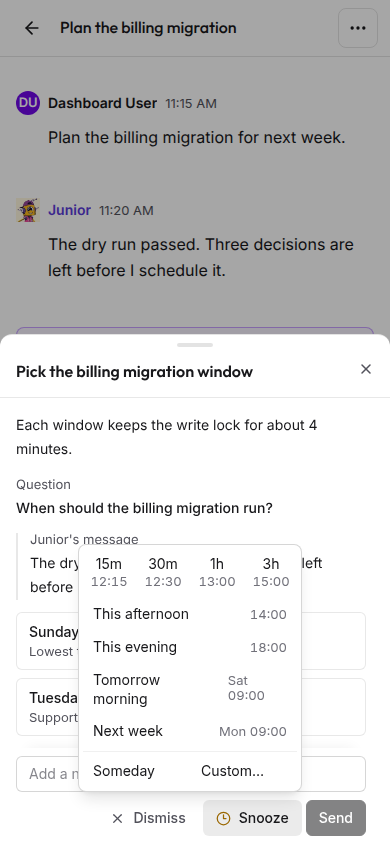 Plan the billing migration
DU Dashboard User 11:15 AM
Plan the billing migration for next week.
Junior 11:20 AM
The dry run passed. Three decisions are
left before I schedule it.
Pick the billing migration window
Each window keeps the write lock for about 4
minutes.
Question
When should the billing migration run?
Junior's message
The dry left
before
15m 30m 1h 3h
12:15 12:30 13:00 15:00
This afternoon 14:00
Sunday
This evening 18:00
Lowest
Tomorrow
morning
Sat
09:00
Tuesda
Support
Next week Mon 09:00
Someday Custom...
Add a n
Dismiss Snooze Send